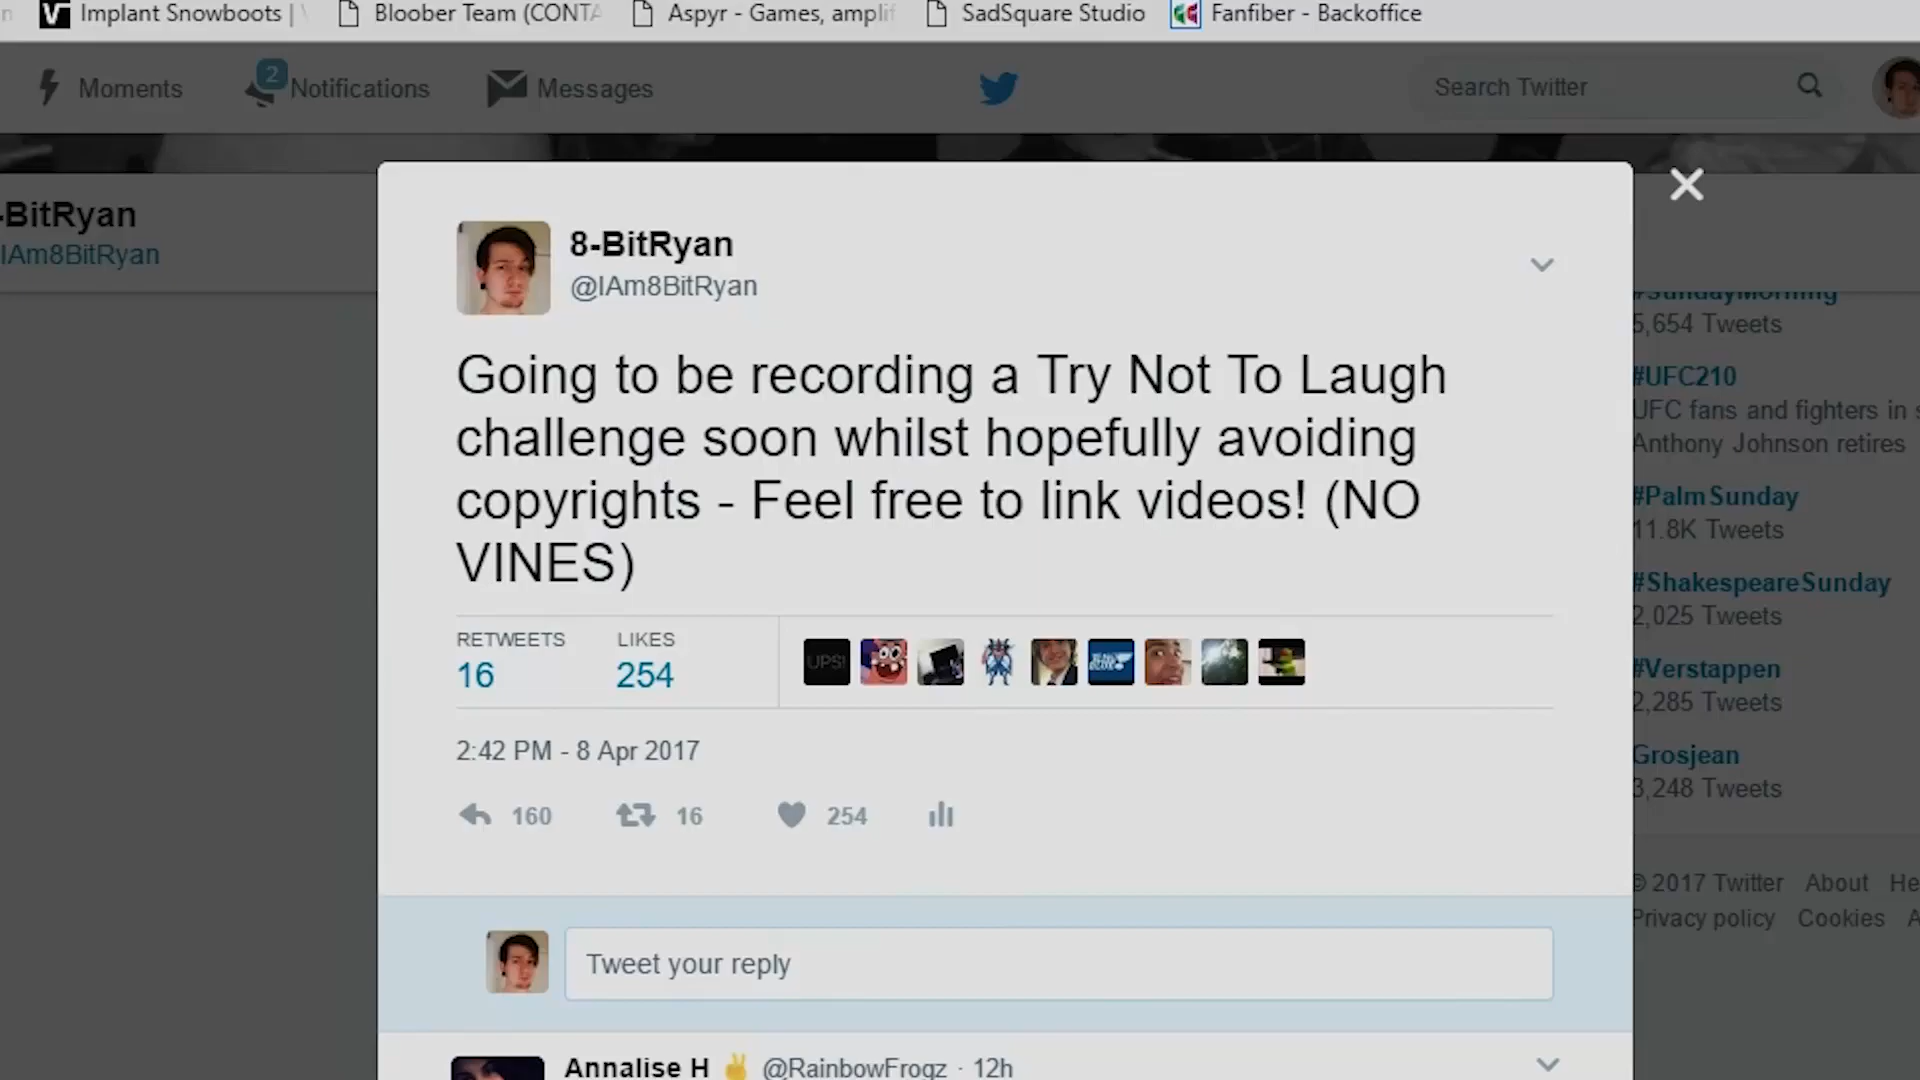 Implant Snowboots |
Bloober Team (CONTA
Aspyr - Games, amplif
SadSquare Studio
Fanfiber - Backoffice
Moments
2
Notifications
Messages
Search Twitter
-BitRyan
IAm8BitRyan
8-BitRyan
@IAm8BitRyan
Going to be recording a Try Not To Laugh
challenge soon whilst hopefully avoiding
copyrights - Feel free to link videos! (NO
VINES)
RETWEETS
16
LIKES
254
UPS!
2:42 PM - 8 Apr 2017
160
16
254
Tweet your reply
Annalise H ✌ @RainbowFrogz · 12h
#SundayMorning
5,654 Tweets
#UFC210
UFC fans and fighters in s
Anthony Johnson retires
#PalmSunday
11.8K Tweets
#ShakespeareSunday
2,025 Tweets
#Verstappen
2,285 Tweets
Grosjean
3,248 Tweets
© 2017 Twitter About He
Privacy policy Cookies A